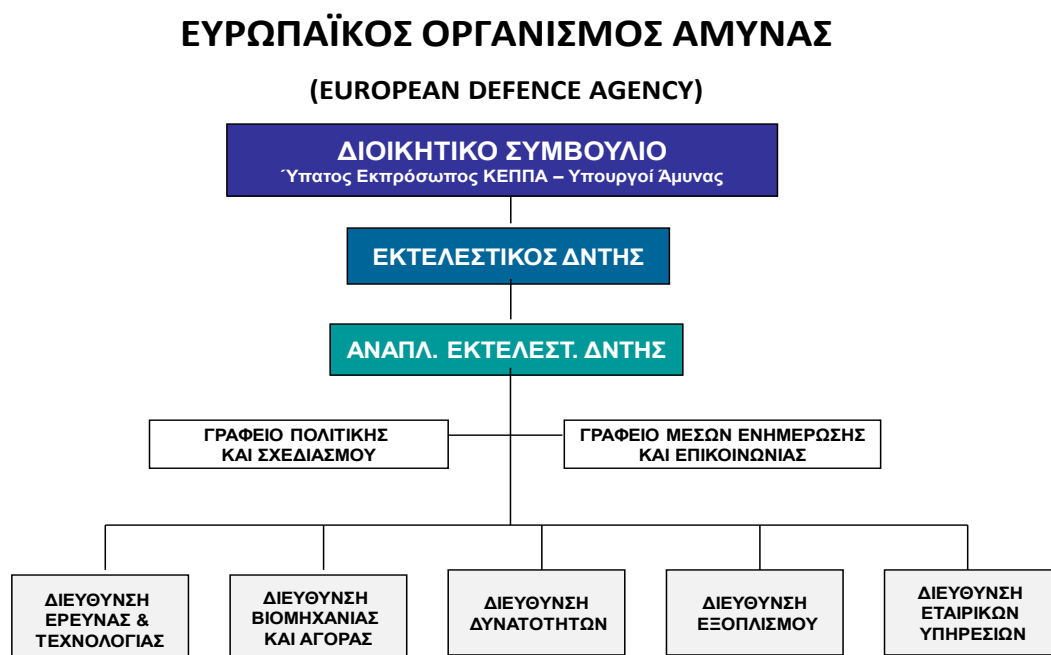 ΕΥΡΩΠΑΪΚΟΣ ΟΡΓΑΝΙΣΜΟΣ ΑΜΥΝΑΣ
(EUROPEAN DEFENCE AGENCY)
ΔΙΟΙΚΗΤΙΚΟ ΣΥΜΒΟΥΛΙΟ
΄Υπατος Εκπρόσωπος ΚΕΠΠΑ – Υπουργοί Άμυνας
ΕΚΤΕΛΕΣΤΙΚΟΣ ΔΝΤΗΣ
ΑΝΑΠΛ. ΕΚΤΕΛΕΣΤ. ΔΝΤΗΣ
ΓΡΑΦΕΙΟ ΠΟΛΙΤΙΚΗΣ
ΚΑΙ ΣΧΕΔΙΑΣΜΟΥ
ΓΡΑΦΕΙΟ ΜΕΣΩΝ ΕΝΗΜΕΡΩΣΗΣ
ΚΑΙ ΕΠΙΚΟΙΝΩΝΙΑΣ
ΔΙΕΥΘΥΝΣΗ
ΕΡΕΥΝΑΣ &
ΤΕΧΝΟΛΟΓΙΑΣ
ΔΙΕΥΘΥΝΣΗ
ΒΙΟΜΗΧΑΝΙΑΣ
ΚΑΙ ΑΓΟΡΑΣ
ΔΙΕΥΘΥΝΣΗ
ΔΥΝΑΤΟΤΗΤΩΝ
ΔΙΕΥΘΥΝΣΗ
ΕΞΟΠΛΙΣΜΟΥ
ΔΙΕΥΘΥΝΣΗ
ΕΤΑΙΡΙΚΩΝ
ΥΠΗΡΕΣΙΩΝ